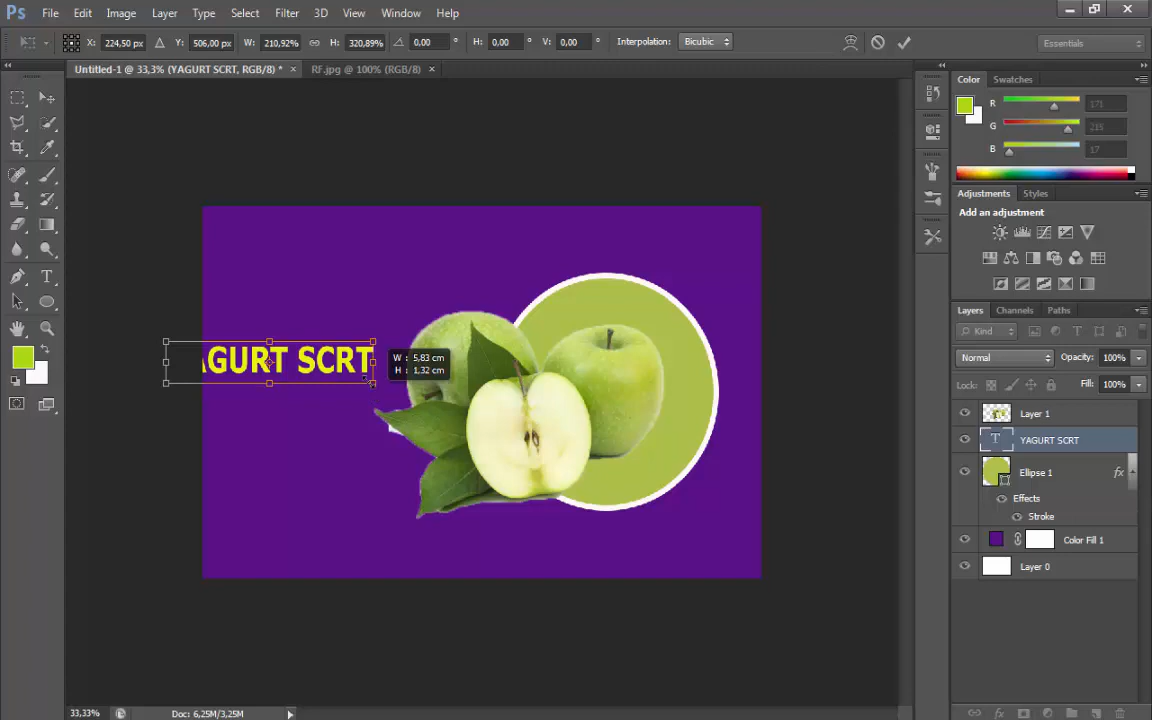 Ps File Edit Image Layer Type Select Filter 3D View Window Help
X: 224,50 px Y: 506,00 px W: 210,92% H: 320,89% 0,00 ° H: 0,00 ° V: 0,00 ° Interpolation: Bicubic Essentials
Untitled-1 @ 33,3% (YAGURT SCRT, RGB/8) * × RF.jpg @ 100% (RGB/8) ×
Color Swatches
R 175
G
B 17
Adjustments Styles
Add an adjustment
Layers Channels Paths
Kind
Normal Opacity: 100%
Lock: Fill: 100%
Layer 1
T YAGURT SCRT
Ellipse 1 fx
Effects
Stroke
Color Fill 1
Layer 0
AGURT SCRT
W : 5,83 cm
H : 1,32 cm
33,33% Doc: 6,25M/3,25M